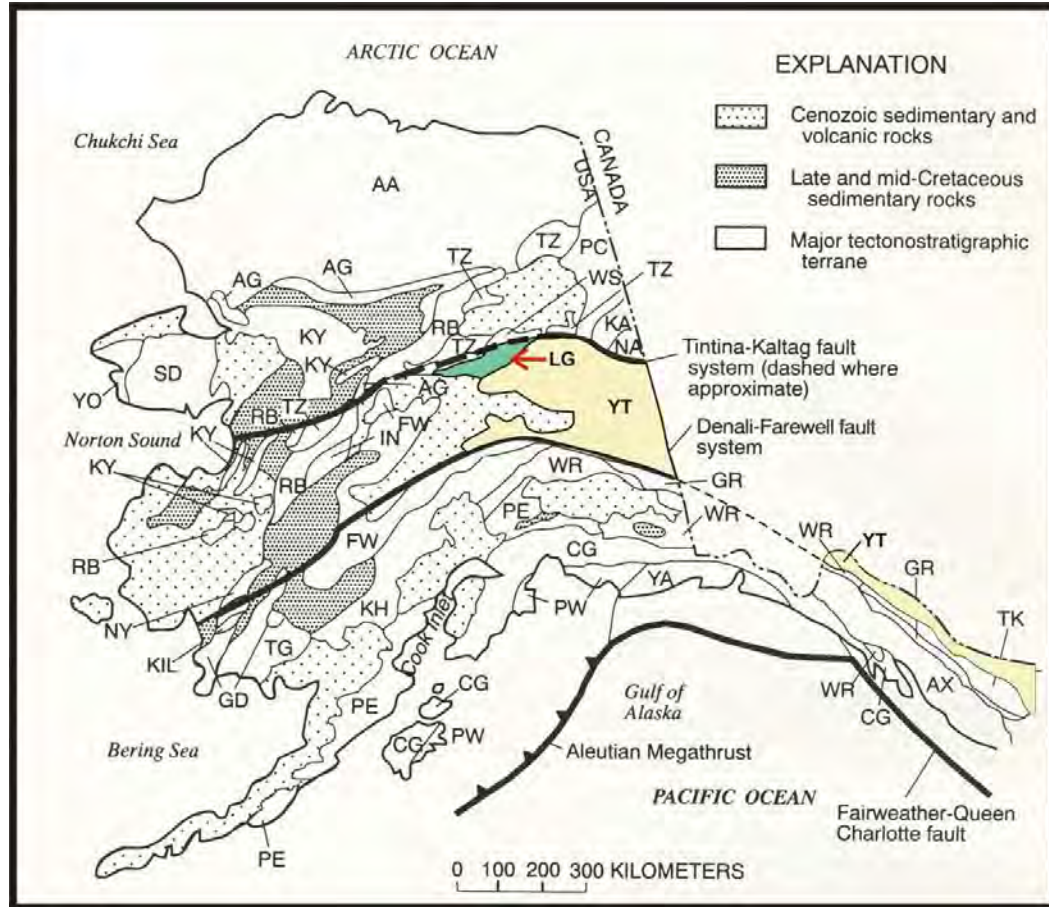 ARCTIC OCEAN
EXPLANATION
Chukchi Sea
Cenozoic sedimentary and
volcanic rocks
Late and mid-Cretaceous
sedimentary rocks
Major tectonostratigraphic
terrane
CANADA
USA
AA
TZ
PC
TZ
WS
TZ
AG
AG
RB
KA
NA
KY
KY
TZ
LG
Tintina-Kaltag fault
system (dashed where
approximate)
SD
YO
RB
TZ
AG
FW
IN
YT
Norton Sound
KY
KY
RB
Denali-Farewell fault
system
WR
GR
PE
WR
WR
YT
RB
FW
CG
GR
NY
KH
Cook Inlet
PW
YA
TK
KIL
TG
GD
PE
CG
CG
PW
Gulf of
Alaska
WR
CG
AX
Bering Sea
Aleutian Megathrust
PACIFIC OCEAN
Fairweather-Queen
Charlotte fault
PE
0 100 200 300 KILOMETERS